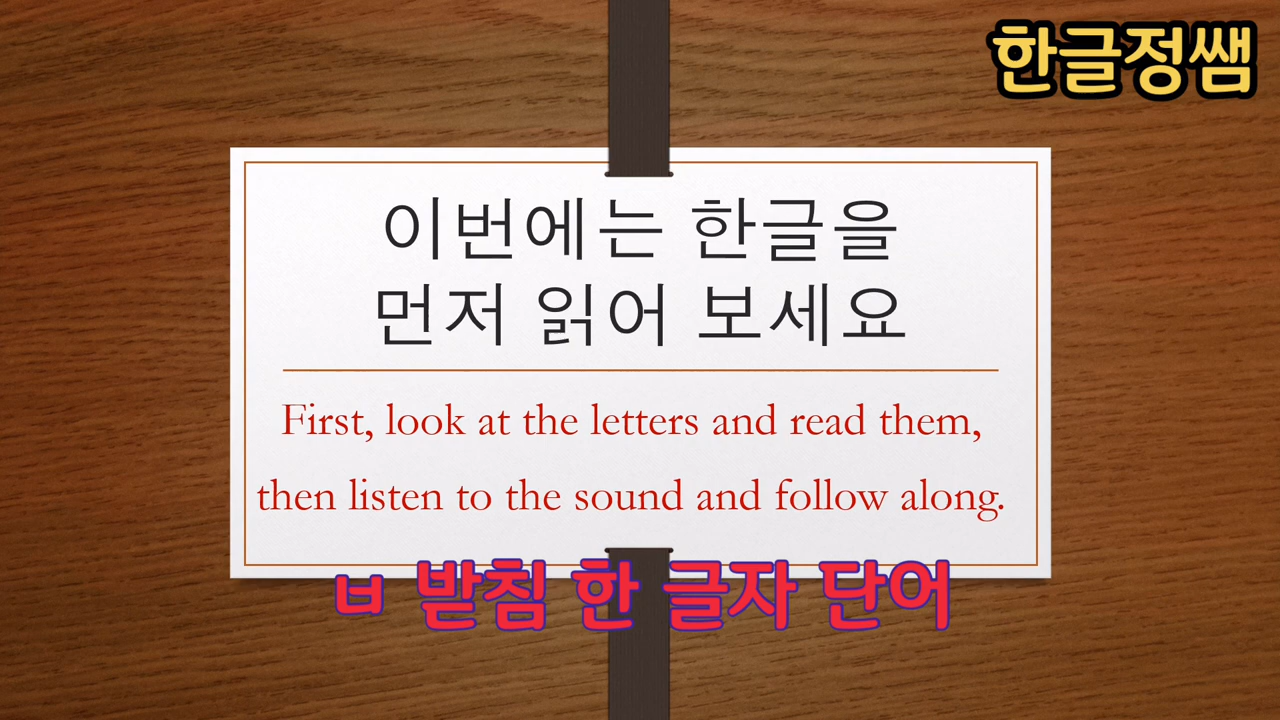 한글정쌤
이번에는 한글을
먼저 읽어 보세요
First, look at the letters and read them,
then listen to the sound and follow along.
ㅂ 받침 한 글자 단어